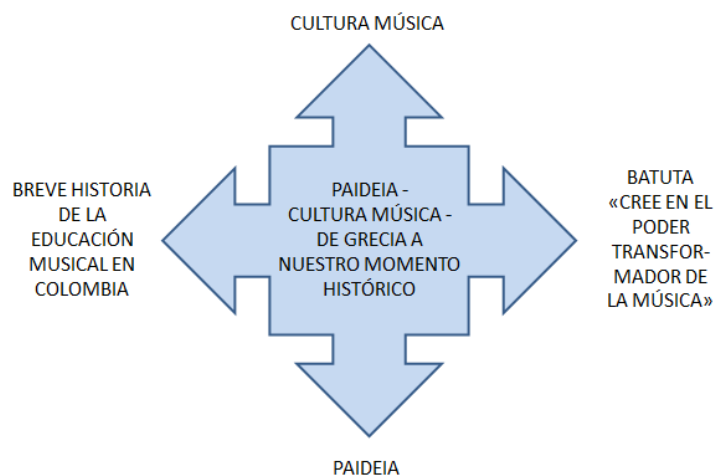 CULTURA MÚSICA
BREVE HISTORIA
DE LA
EDUCACIÓN
MUSICAL EN
COLOMBIA
PAIDEIA -
CULTURA MÚSICA -
DE GRECIA A
NUESTRO MOMENTO
HISTÓRICO
BATUTA
«CREE EN EL
PODER
TRANSFOR-
MADOR DE
LA MÚSICA»
PAIDEIA